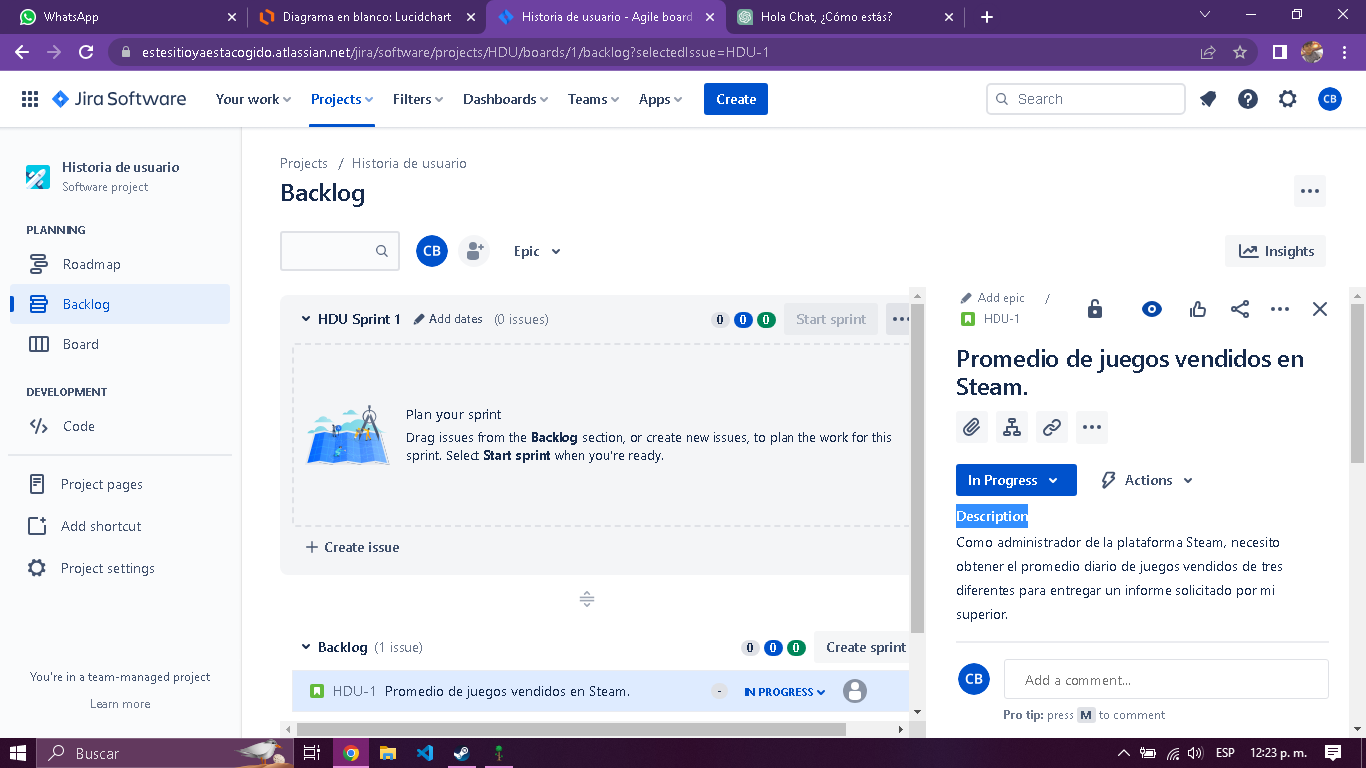 WhatsApp
Diagrama en blanco: Lucidchart
Historia de usuario - Agile board
Hola Chat, ¿Cómo estás?
estesitioyaestacogido.atlassian.net/jira/software/projects/HDU/boards/1/backlog?selectedIssue=HDU-1
Jira Software
Your work
Projects
Filters
Dashboards
Teams
Apps
Create
Search
CB
Historia de usuario
Software project
PLANNING
Roadmap
Backlog
Board
DEVELOPMENT
Code
Project pages
Add shortcut
Project settings
You're in a team-managed project
Learn more
Projects / Historia de usuario
Backlog
CB
Epic
Insights
HDU Sprint 1 Add dates (0 issues)
0 0 0
Start sprint
Plan your sprint
Drag issues from the Backlog section, or create new issues, to plan the work for this
sprint. Select Start sprint when you're ready.
+ Create issue
Backlog (1 issue)
0 0 0
Create sprint
HDU-1 Promedio de juegos vendidos en Steam.
-
IN PROGRESS
Add epic /
HDU-1
Promedio de juegos vendidos en
Steam.
In Progress
Actions
Description
Como administrador de la plataforma Steam, necesito
obtener el promedio diario de juegos vendidos de tres
diferentes para entregar un informe solicitado por mi
superior.
CB
Add a comment...
Pro tip: press M to comment
Buscar
ESP
12:23 p. m.